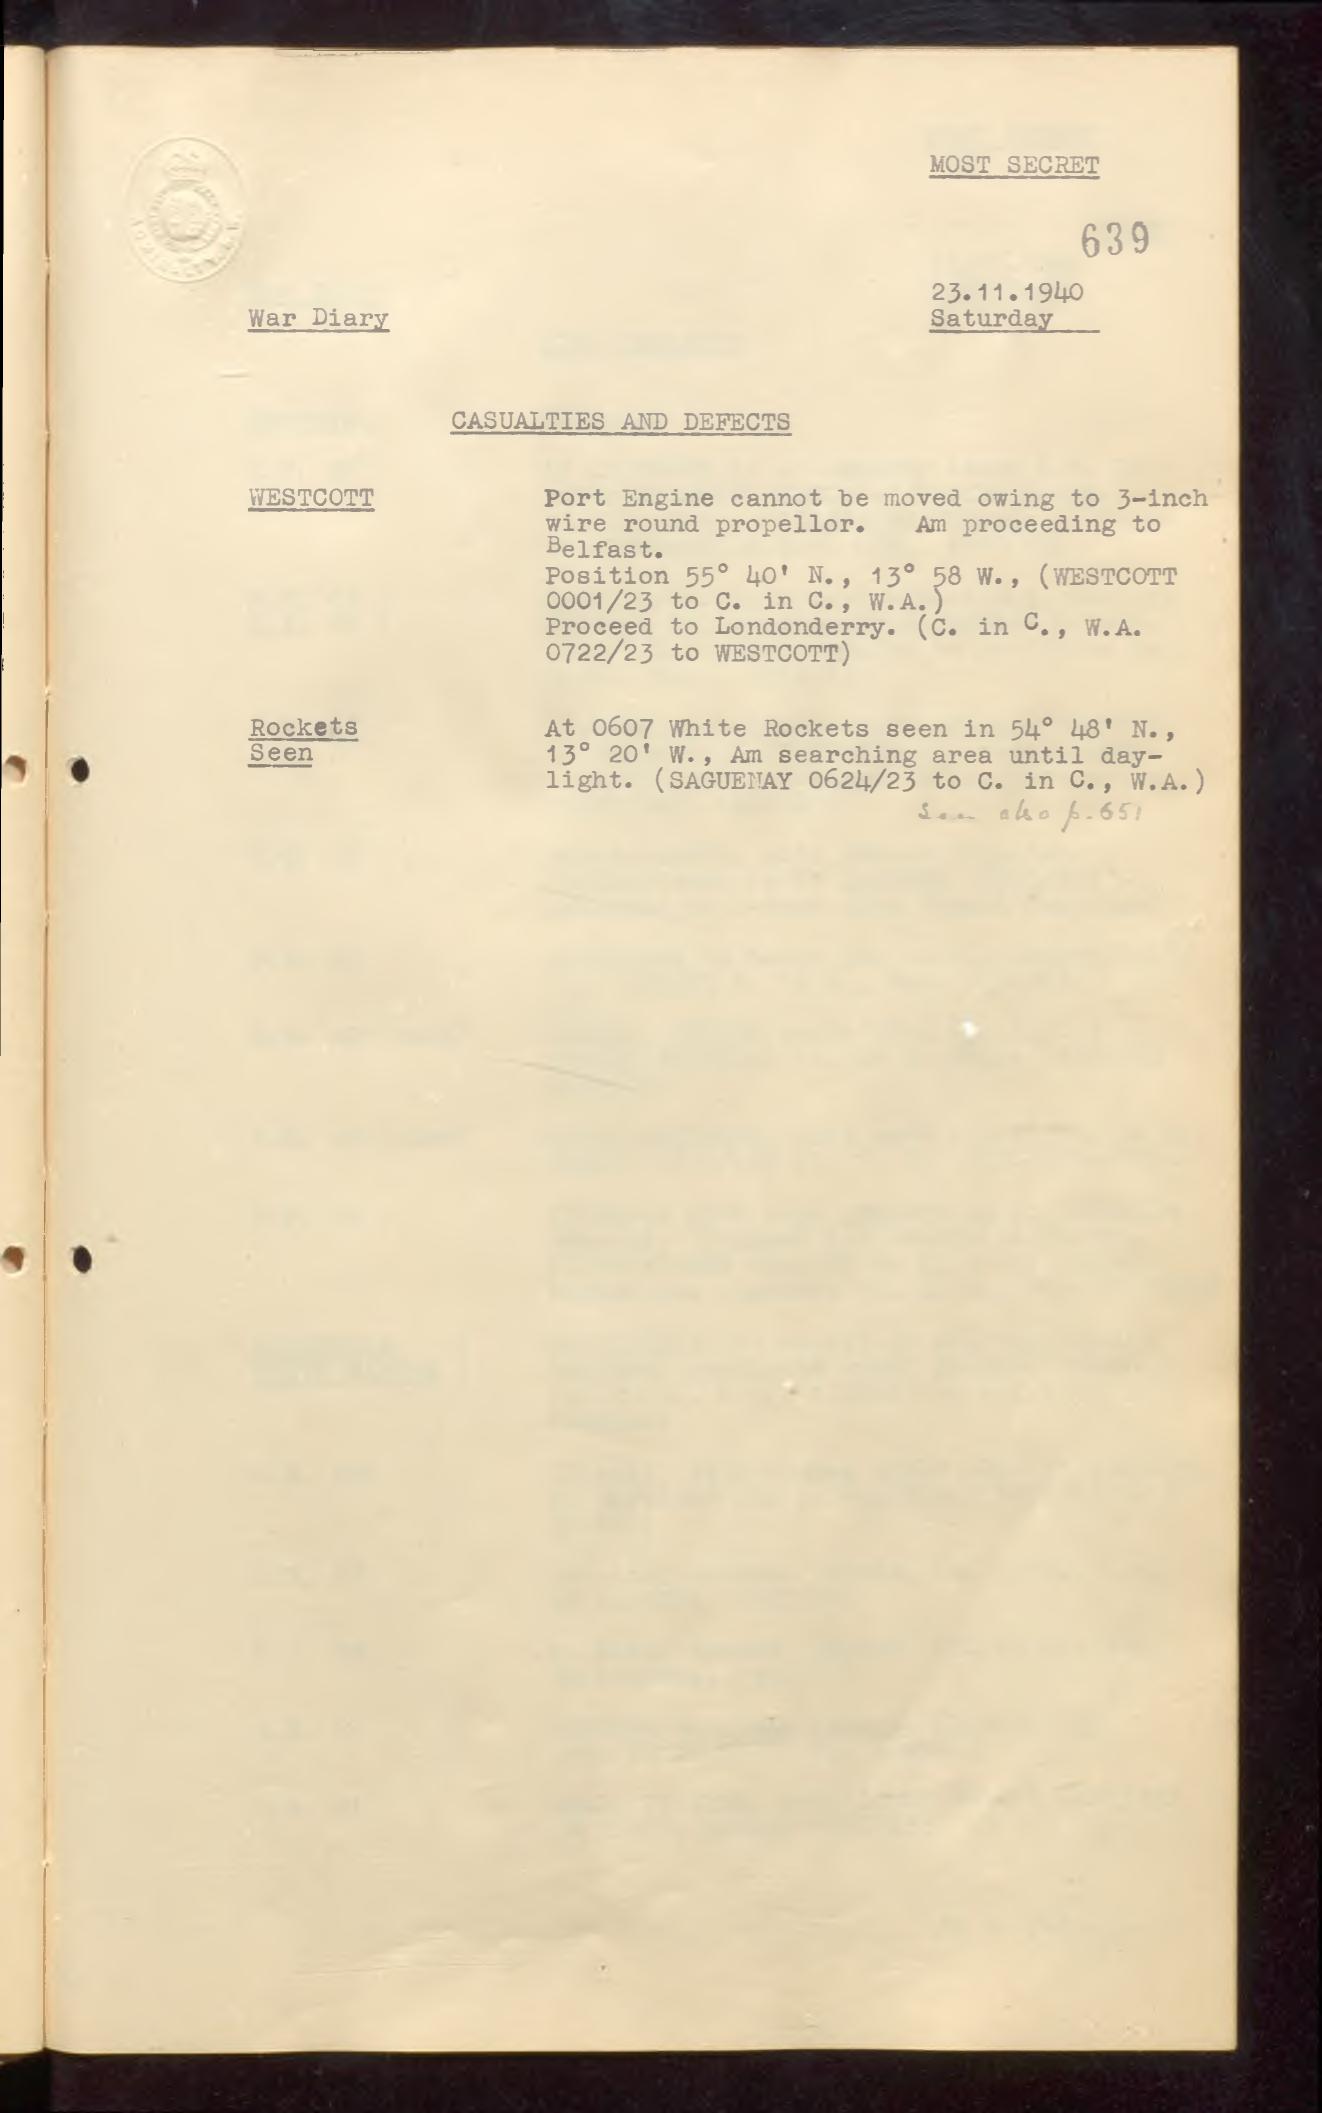 MOST SECRET
639
23.11.1940
War Diary
Saturday
CASUALTIES AND DEFECTS
WESTCOTT
Port Engine cannot be moved owing to 3-inch
wire round propellor. Am proceeding to
Belfast.
Position 55° 40' N., 13° 58 W., (WESTCOTT
0001/23 to C. in C., W.A.)
Proceed to Londonderry. (C. in C., W.A.
0722/23 to WESTCOTT)
Rockets
Seen
At 0607 White Rockets seen in 54° 48' N.,
13° 20' W., Am searching area until day-
light. (SAGUENAY 0624/23 to C. in C., W.A.)
See also p. 651